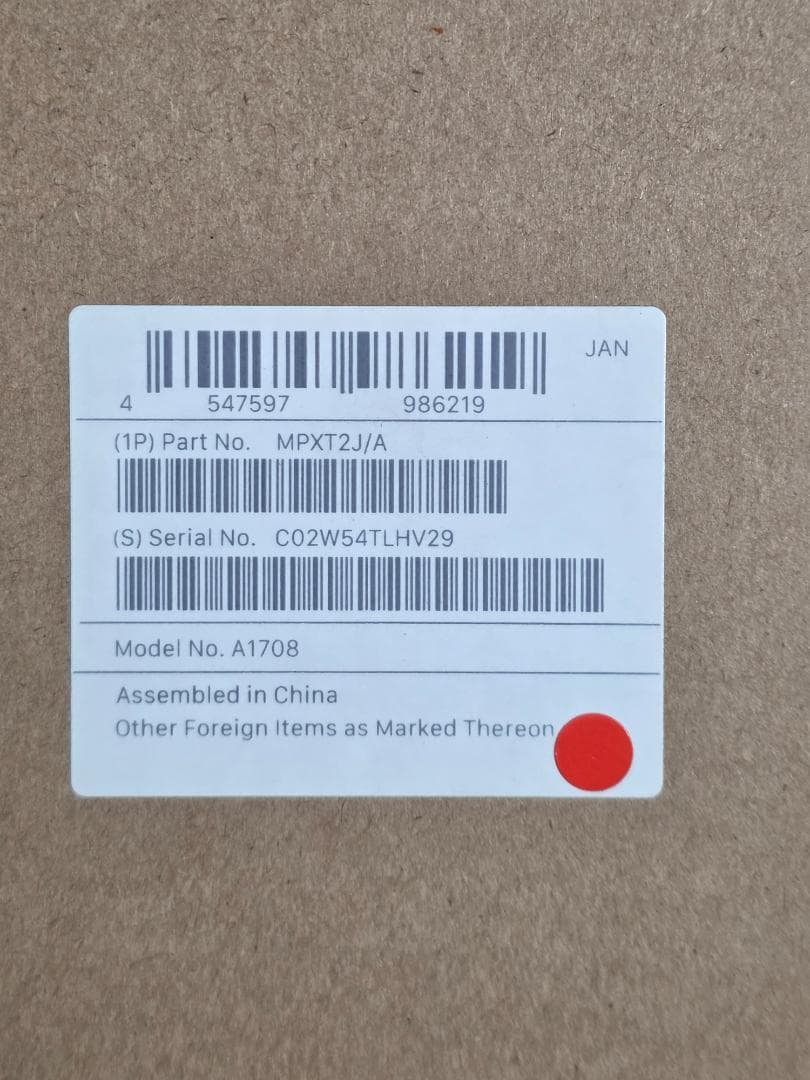 JAN
4 547597 986219
(1P) Part No. MPXT2J/A
(S) Serial No. C02W54TLHV29
Model No. A1708
Assembled in China
Other Foreign Items as Marked Thereon